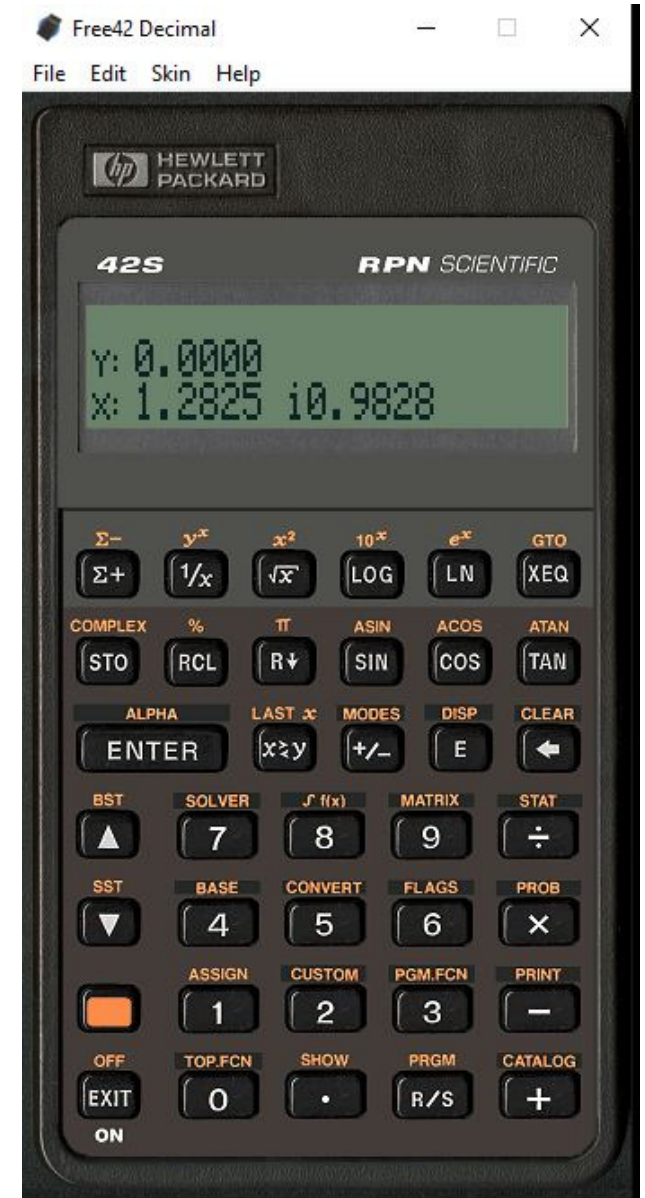 Free42 Decimal
File Edit Skin Help
hp HEWLETT
PACKARD
42S RPN SCIENTIFIC
Y: 0.0000
X: 1.2825 i0.9828
Σ− yˣ x² 10ˣ eˣ GTO
Σ+ 1/x √x LOG LN XEQ
COMPLEX % π ASIN ACOS ATAN
STO RCL R↓ SIN COS TAN
ALPHA LAST x MODES DISP CLEAR
ENTER x≷y +/− E ←
BST SOLVER ∫f(x) MATRIX STAT
▲ 7 8 9 ÷
SST BASE CONVERT FLAGS PROB
▼ 4 5 6 ×
ASSIGN CUSTOM PGM.FCN PRINT
1 2 3 −
OFF TOP.FCN SHOW PRGM CATALOG
EXIT 0 · R/S +
ON